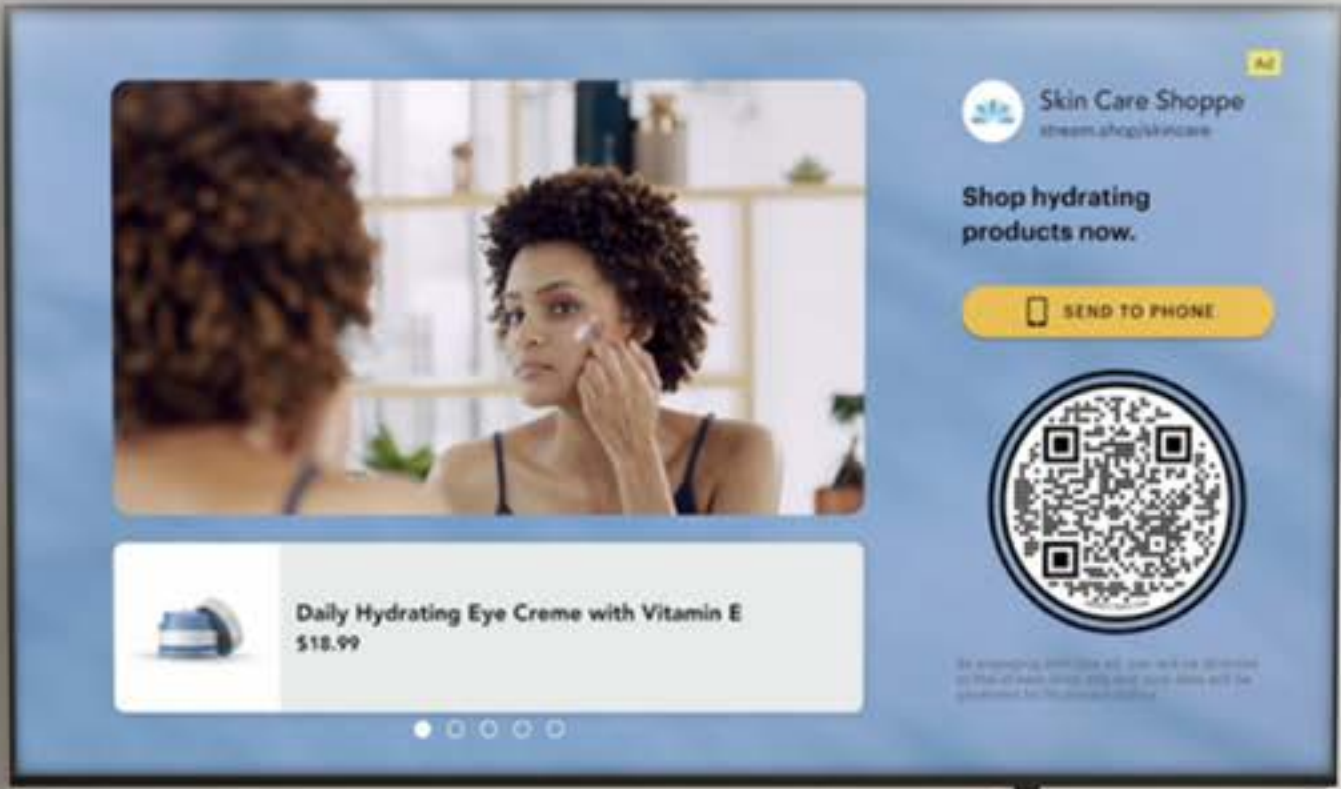 Ad
Skin Care Shoppe
stream.shop/skincare
Shop hydrating
products now.
SEND TO PHONE
Daily Hydrating Eye Creme with Vitamin E
$18.99